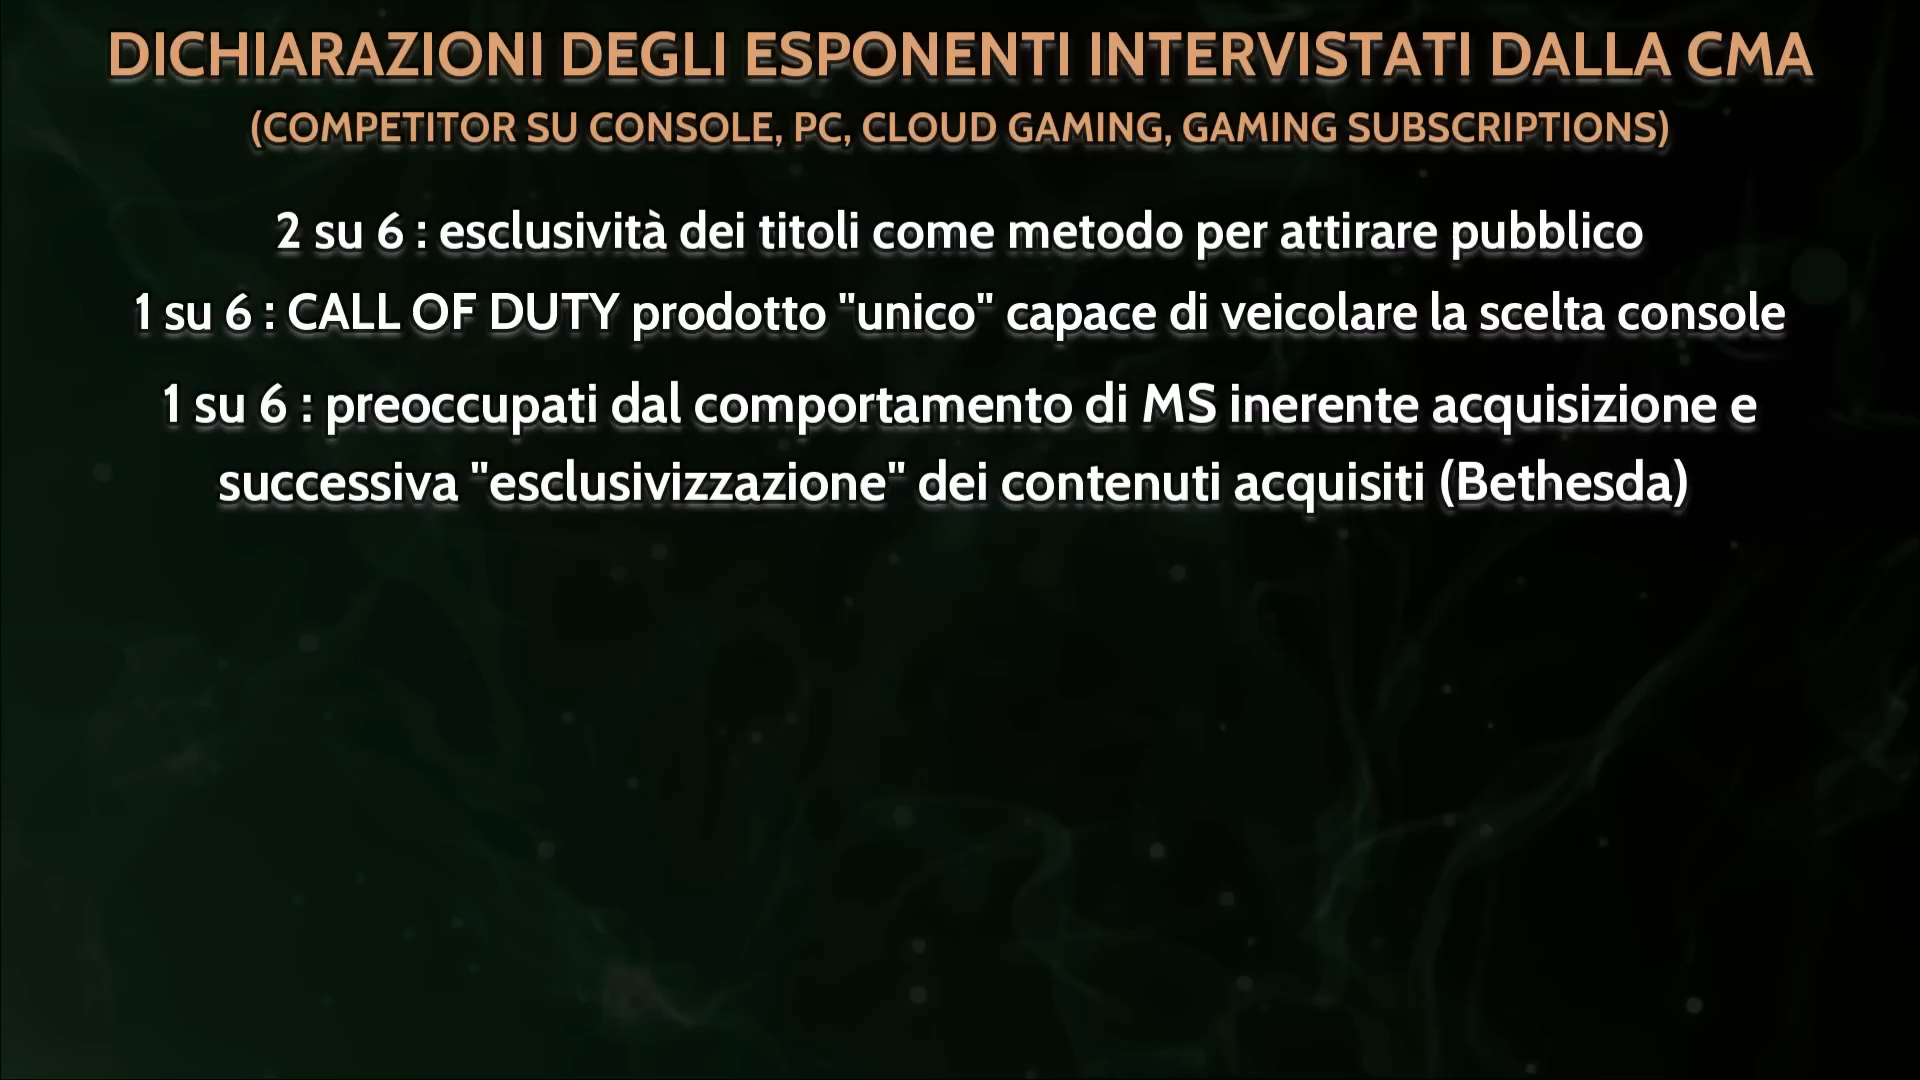 DICHIARAZIONI DEGLI ESPONENTI INTERVISTATI DALLA CMA
(COMPETITOR SU CONSOLE, PC, CLOUD GAMING, GAMING SUBSCRIPTIONS)
2 su 6 : esclusività dei titoli come metodo per attirare pubblico
1 su 6 : CALL OF DUTY prodotto "unico" capace di veicolare la scelta console
1 su 6 : preoccupati dal comportamento di MS inerente acquisizione e
successiva "esclusivizzazione" dei contenuti acquisiti (Bethesda)